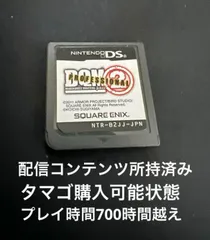 NINTENDO DS
PROFESSIONAL
SQUARE ENIX
NTR-BZJJ-JPN
配信コンテンツ所持済み
タマゴ購入可能状態
プレイ時間700時間越え